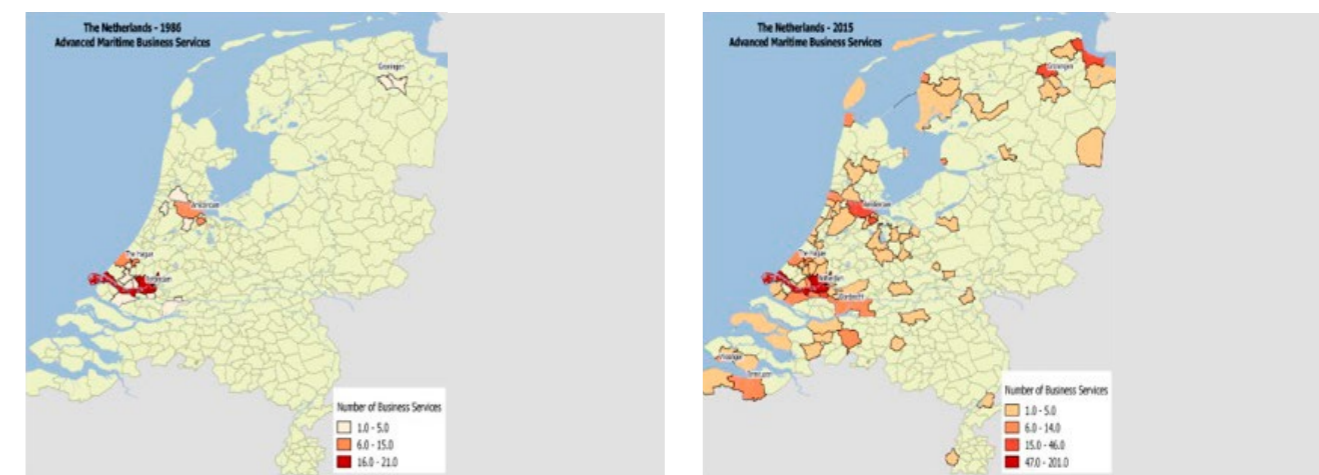 The Netherlands - 1986
Advanced Maritime Business Services
Groningen
Amsterdam
The Hague
Rotterdam
Number of Business Services
1.0 - 5.0
6.0 - 15.0
16.0 - 21.0
The Netherlands - 2015
Advanced Maritime Business Services
Groningen
Amsterdam
The Hague
Rotterdam
Dordrecht
Vlissingen
Terneuzen
Number of Business Services
1.0 - 5.0
6.0 - 14.0
15.0 - 46.0
47.0 - 201.0